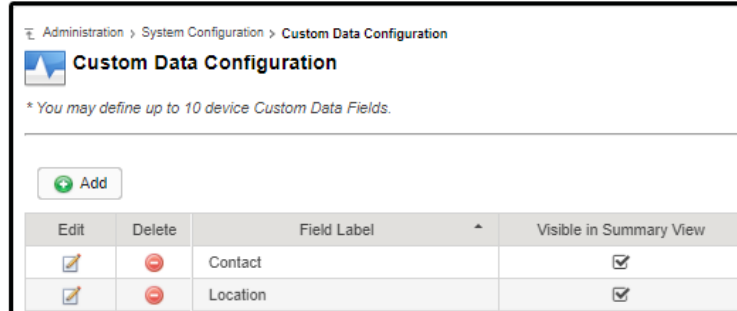 Administration > System Configuration > Custom Data Configuration
Custom Data Configuration
* You may define up to 10 device Custom Data Fields.
Add
Edit Delete Field Label Visible in Summary View
Contact
Location